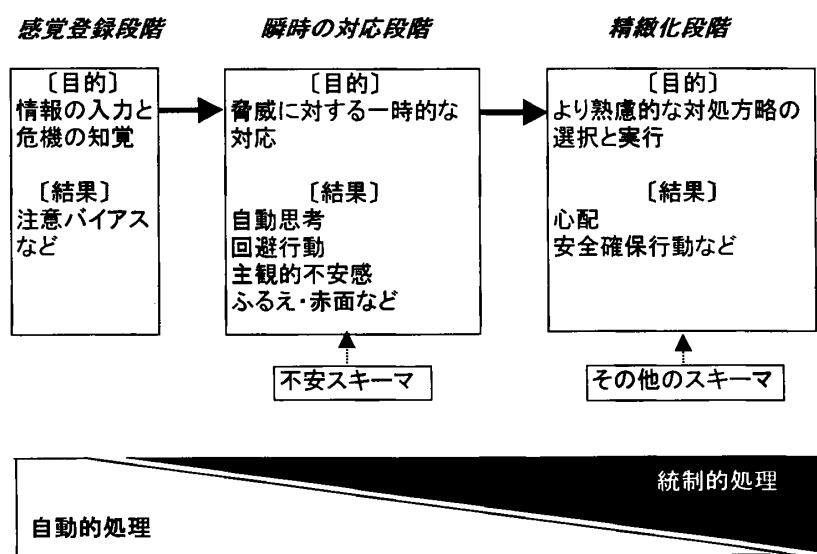 感覚登録段階
瞬時の対応段階
精緻化段階
〔目的〕
情報の入力と
危機の知覚
〔結果〕
注意バイアス
など
〔目的〕
脅威に対する一時的な
対応
〔結果〕
自動思考
回避行動
主観的不安感
ふるえ・赤面など
〔目的〕
より熟慮的な対処方略の
選択と実行
〔結果〕
心配
安全確保行動など
不安スキーマ
その他のスキーマ
統制的処理
自動的処理